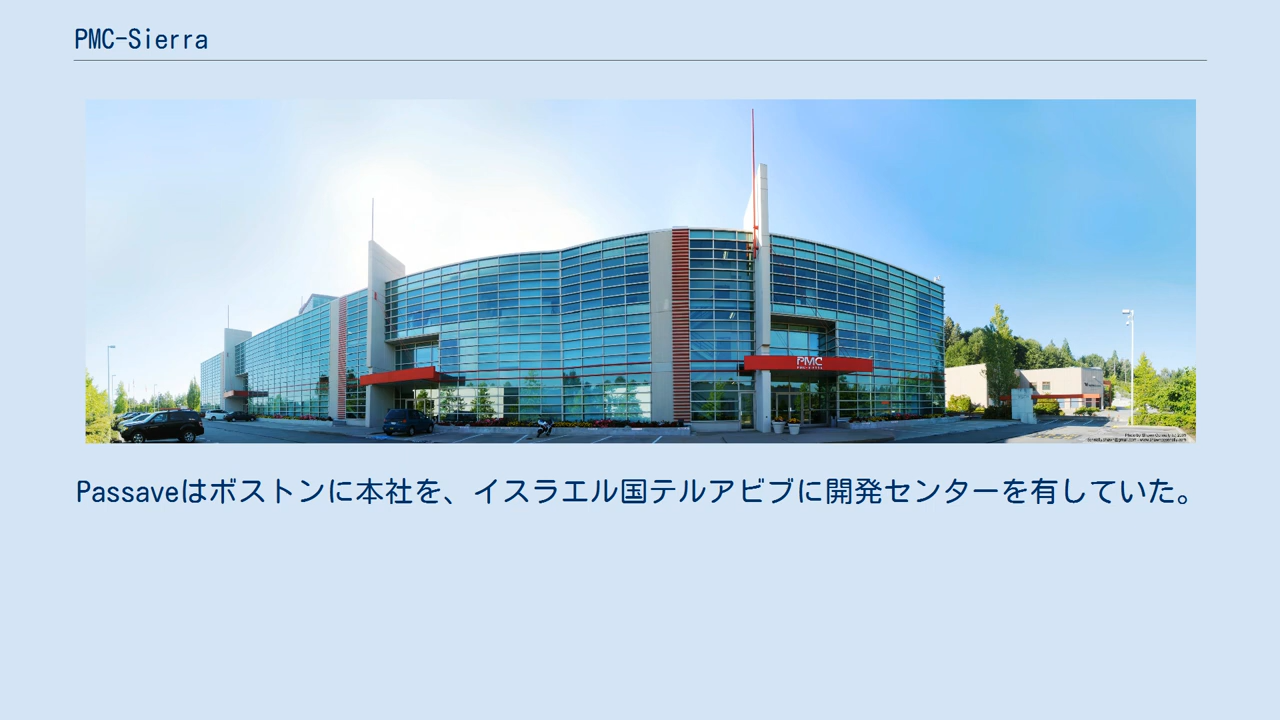 PMC-Sierra
PMC
Passaveはボストンに本社を、イスラエル国テルアビブに開発センターを有していた。